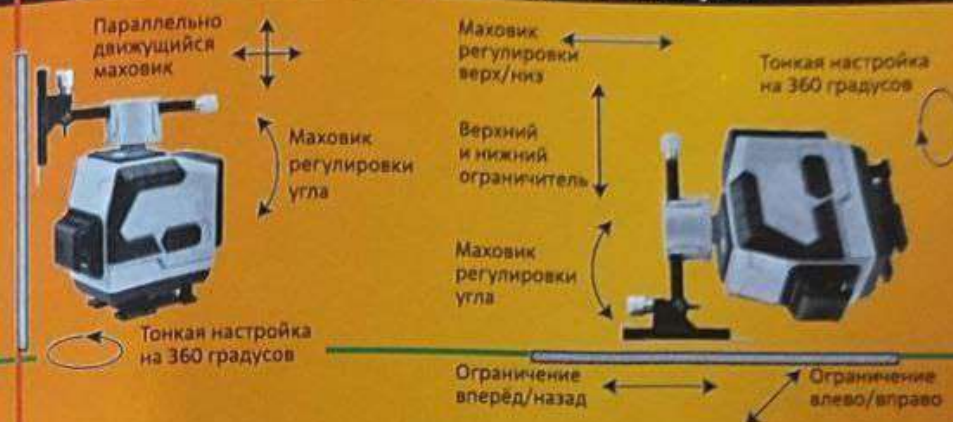 Параллельно
движущийся
маховик
Маховик
регулировки
угла
Тонкая настройка
на 360 градусов
Маховик
регулировки
верх/низ
Тонкая настройка
на 360 градусов
Верхний
и нижний
ограничитель
Маховик
регулировки
угла
Ограничение
вперёд/назад
Ограничение
влево/вправо